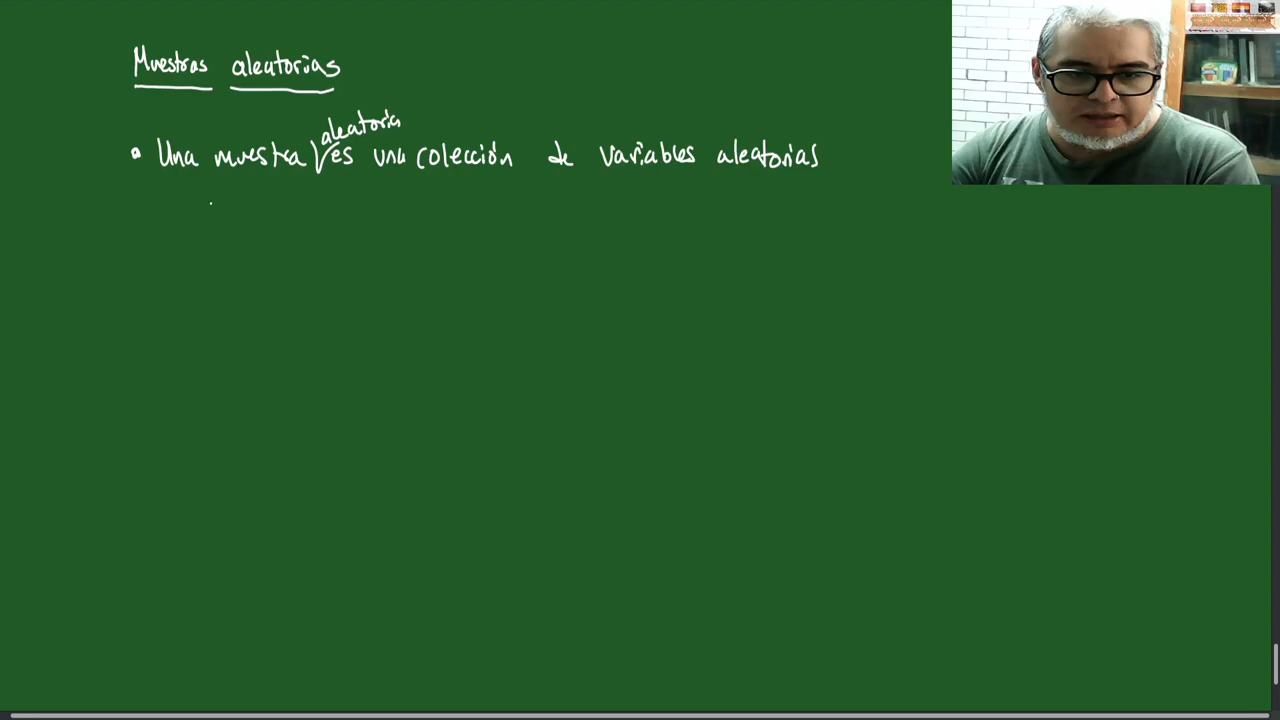 Muestras aleatorias
aleatoria
• Una muestra es una colección de variables aleatorias